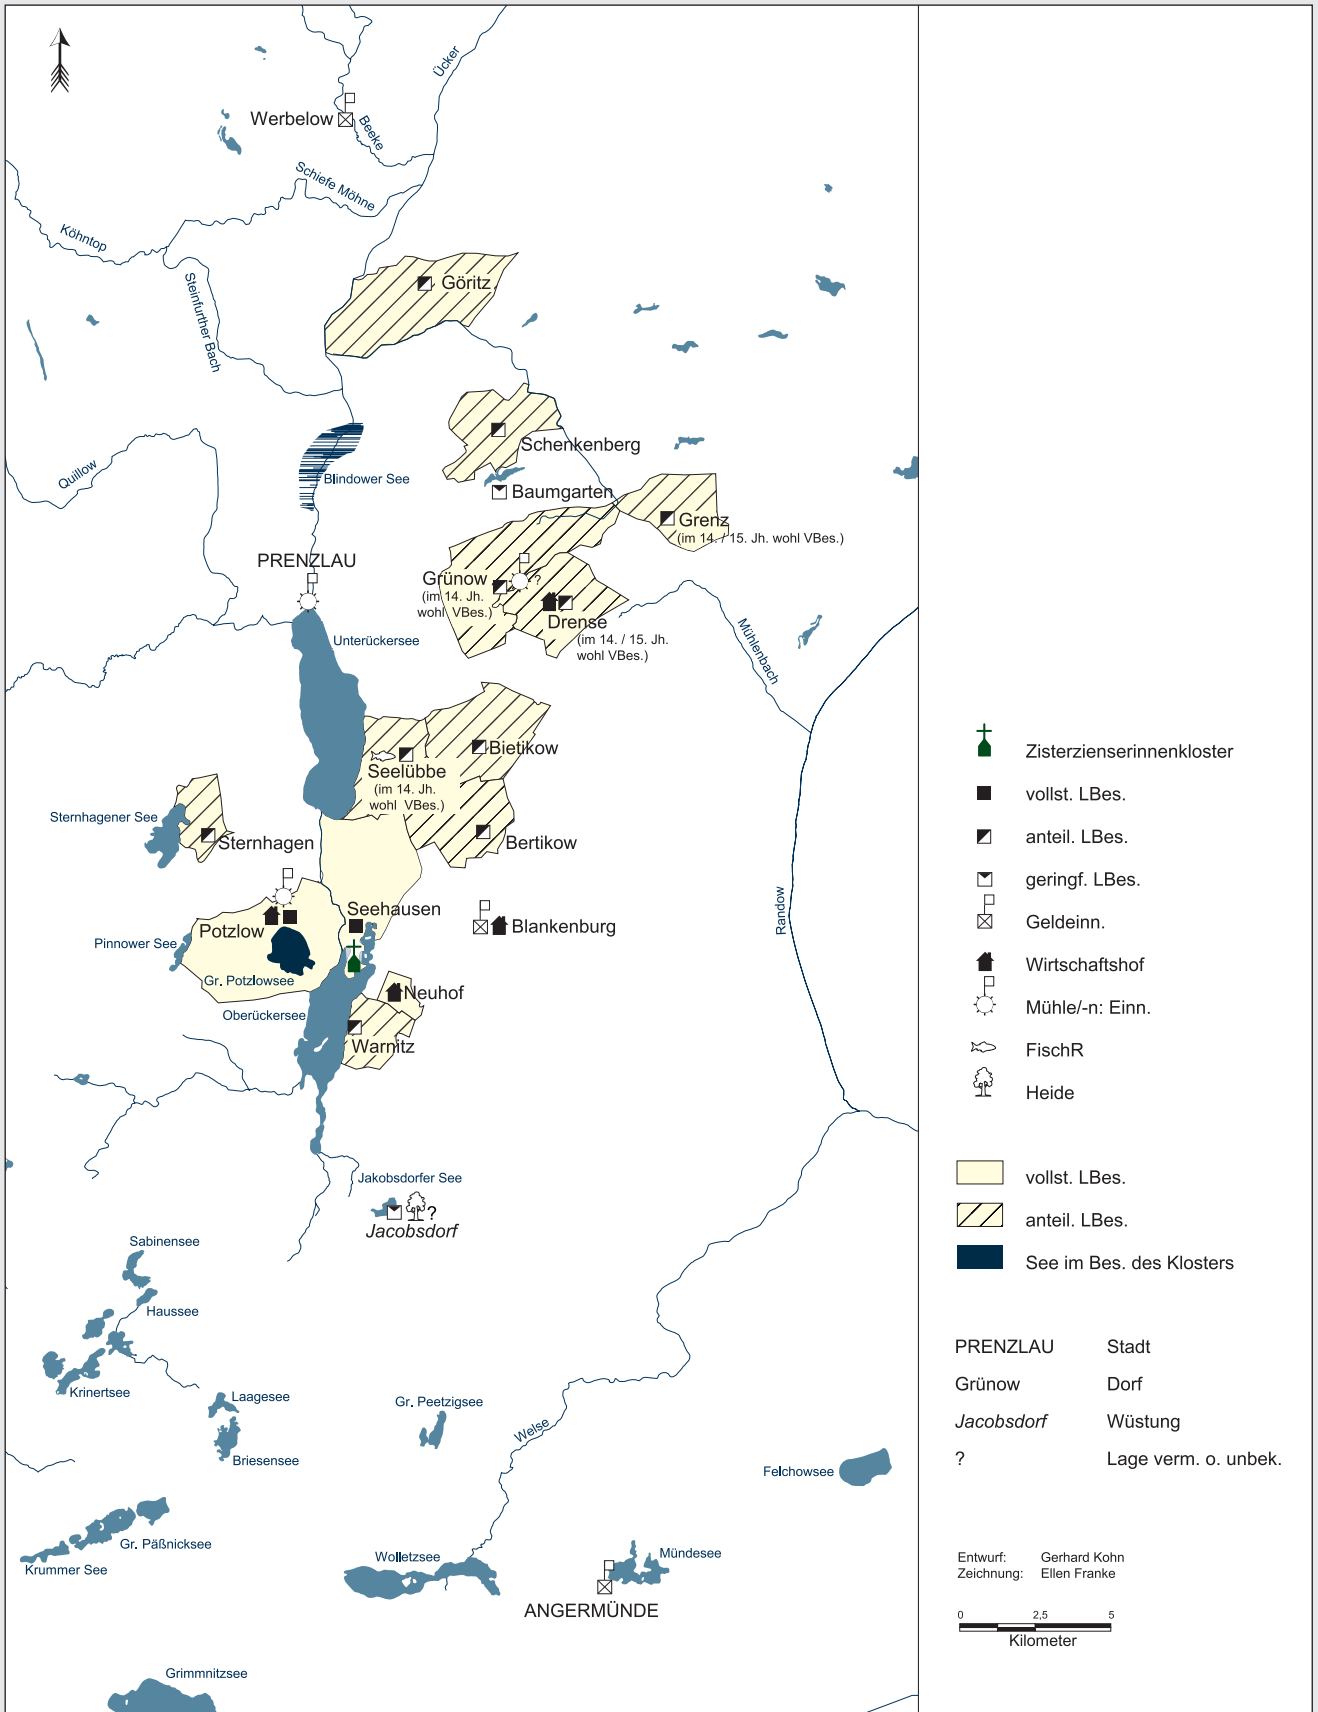 Ücker
Werbelow
Beeke
Schiefe Möhne
Köhntop
Steinfurther Bach
Göritz
Schenkenberg
Quillow
Blindower See
Baumgarten
Grenz
(im 14. / 15. Jh. wohl VBes.)
PRENZLAU
Grünow
(im 14. Jh.
wohl VBes.)
?
Drense
(im 14. / 15. Jh.
wohl VBes.)
Unterückersee
Mühlenbach
Bietikow
Seelübbe
(im 14. Jh.
wohl VBes.)
Sternhagener See
Sternhagen
Bertikow
Randow
Seehausen
Potzlow
Blankenburg
Pinnower See
Gr. Potzlowsee
Neuhof
Oberückersee
Warnitz
Jakobsdorfer See
?
Jacobsdorf
Sabinensee
Haussee
Krinertsee
Laagesee
Gr. Peetzigsee
Welse
Briesensee
Felchowsee
Gr. Päßnicksee
Krummer See
Wolletzsee
Mündesee
ANGERMÜNDE
Grimmnitzsee
Zisterzienserinnenkloster
vollst. LBes.
anteil. LBes.
geringf. LBes.
Geldeinn.
Wirtschaftshof
Mühle/-n: Einn.
FischR
Heide
vollst. LBes.
anteil. LBes.
See im Bes. des Klosters
PRENZLAU Stadt
Grünow Dorf
Jacobsdorf Wüstung
? Lage verm. o. unbek.
Entwurf: Gerhard Kohn
Zeichnung: Ellen Franke
0 2,5 5
Kilometer